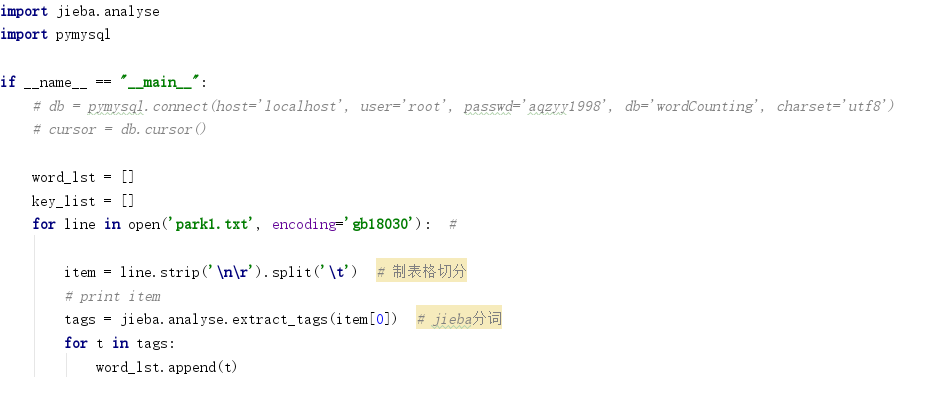 import jieba.analyse
import pymysql
if __name__ == "__main__":
# db = pymysql.connect(host='localhost', user='root', passwd='aqzyy1998', db='wordCounting', charset='utf8')
# cursor = db.cursor()
word_lst = []
key_list = []
for line in open('park1.txt', encoding='gb18030'):  #
item = line.strip('\n\r').split('\t')  # 制表格切分
# print item
tags = jieba.analyse.extract_tags(item[0])  # jieba分词
for t in tags:
word_lst.append(t)